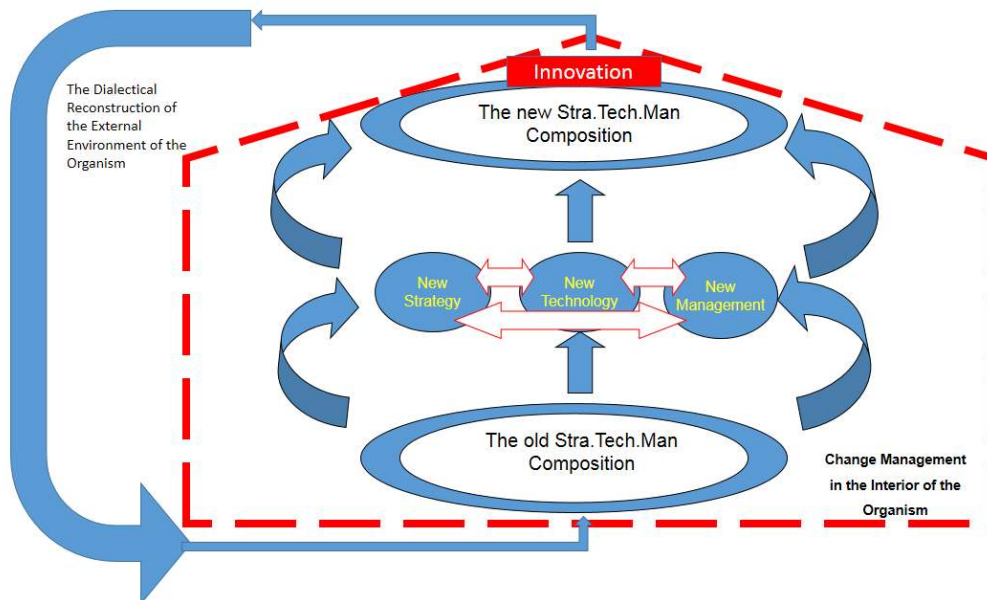 The Dialectical
Reconstruction of
the External
Environment of the
Organism
Innovation
The new Stra.Tech.Man
Composition
New
Strategy
New
Technology
New
Management
The old Stra.Tech.Man
Composition
Change Management
in the Interior of the
Organism